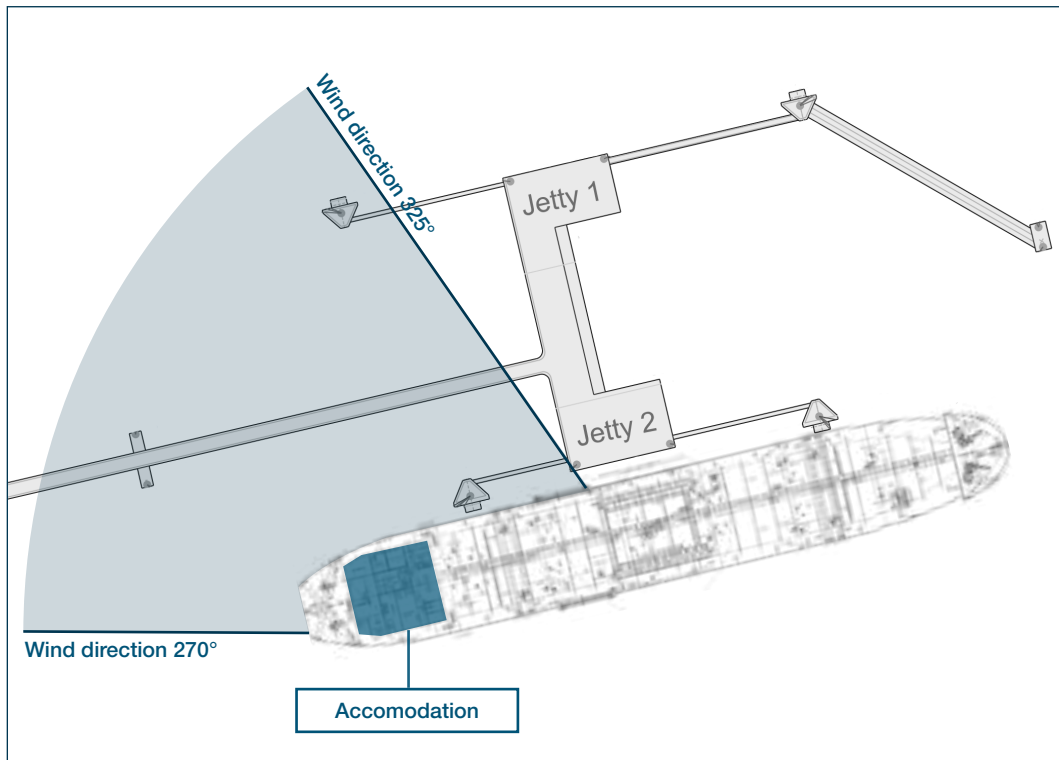 Wind direction 325°
Jetty 1
Jetty 2
Wind direction 270°
Accomodation